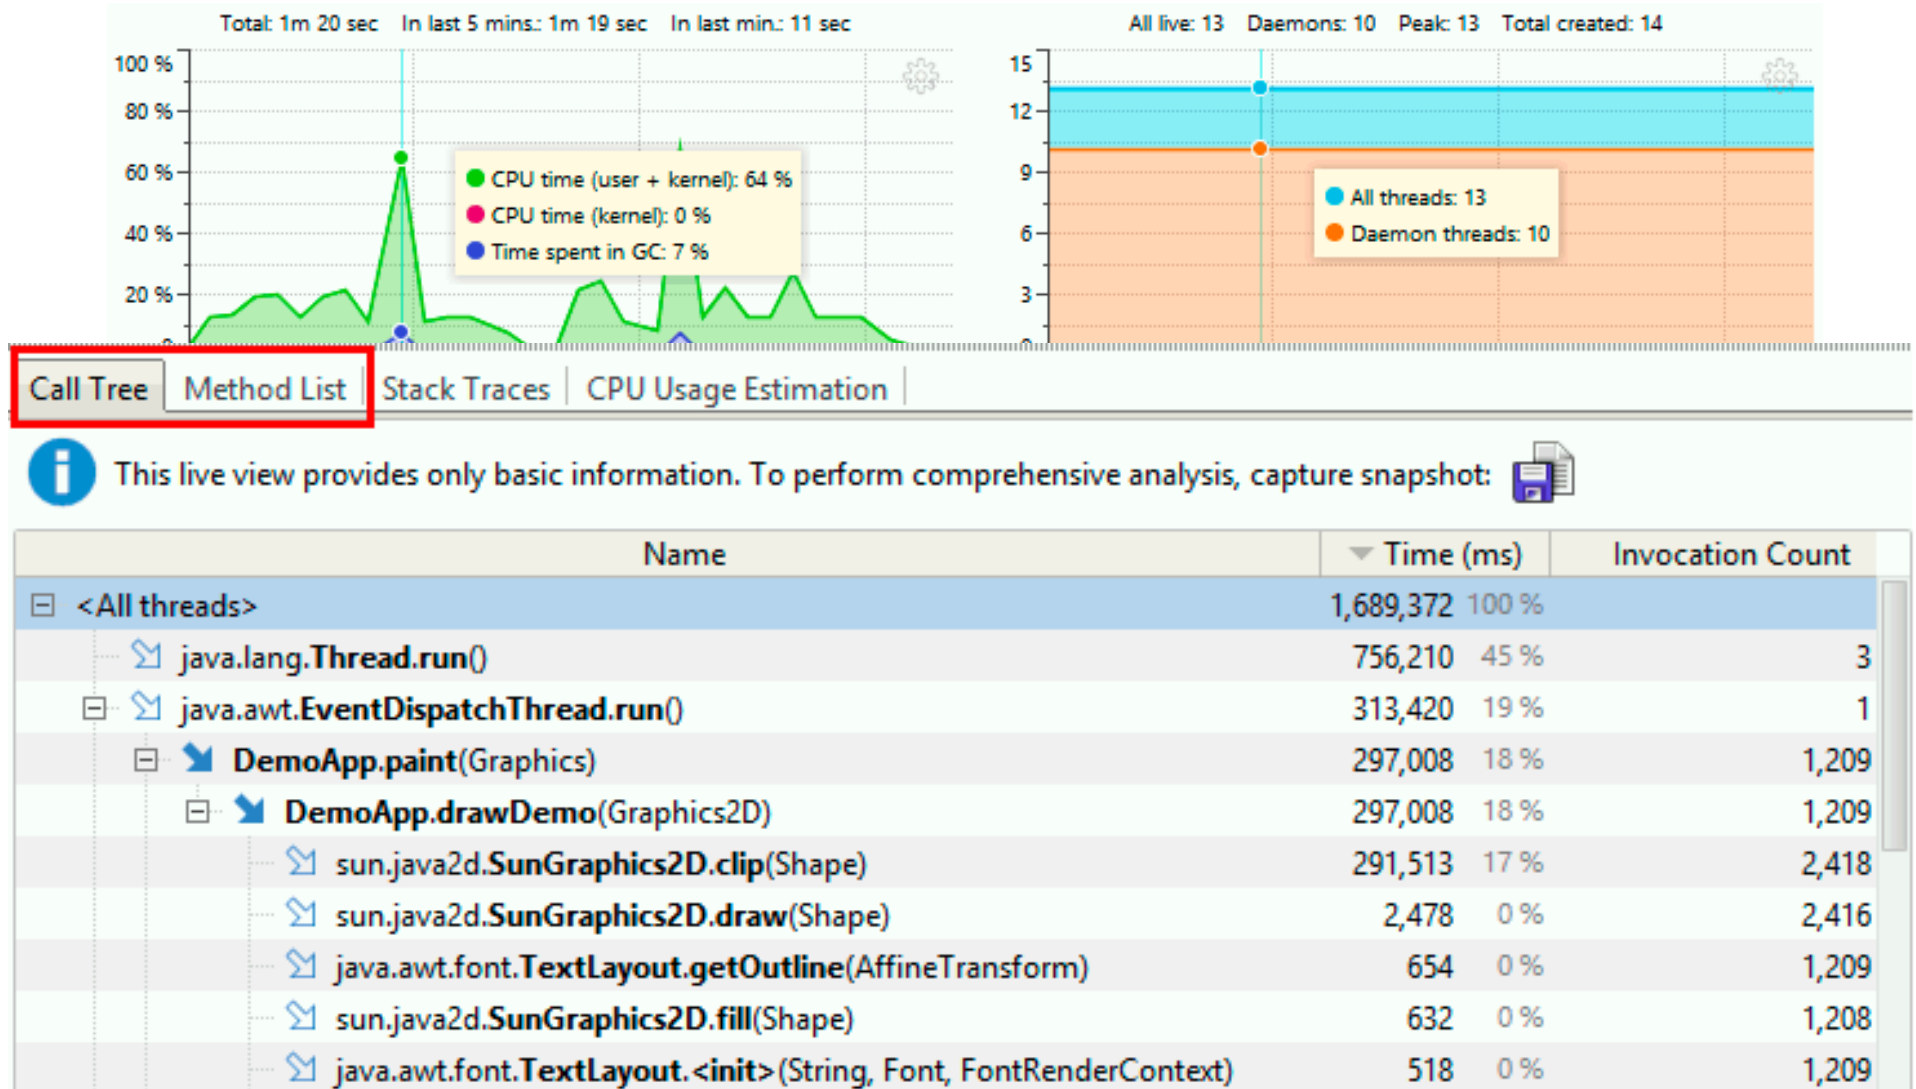 Total: 1m 20 sec In last 5 mins.: 1m 19 sec In last min.: 11 sec
All live: 13 Daemons: 10 Peak: 13 Total created: 14
100 %
80 %
60 %
40 %
20 %
CPU time (user + kernel): 64 %
CPU time (kernel): 0 %
Time spent in GC: 7 %
15
12
9
6
3
All threads: 13
Daemon threads: 10
Call Tree Method List Stack Traces CPU Usage Estimation
This live view provides only basic information. To perform comprehensive analysis, capture snapshot:
Name Time (ms) Invocation Count
<All threads> 1,689,372 100 %
java.lang.Thread.run() 756,210 45 % 3
java.awt.EventDispatchThread.run() 313,420 19 % 1
DemoApp.paint(Graphics) 297,008 18 % 1,209
DemoApp.drawDemo(Graphics2D) 297,008 18 % 1,209
sun.java2d.SunGraphics2D.clip(Shape) 291,513 17 % 2,418
sun.java2d.SunGraphics2D.draw(Shape) 2,478 0 % 2,416
java.awt.font.TextLayout.getOutline(AffineTransform) 654 0 % 1,209
sun.java2d.SunGraphics2D.fill(Shape) 632 0 % 1,208
java.awt.font.TextLayout.<init>(String, Font, FontRenderContext) 518 0 % 1,209